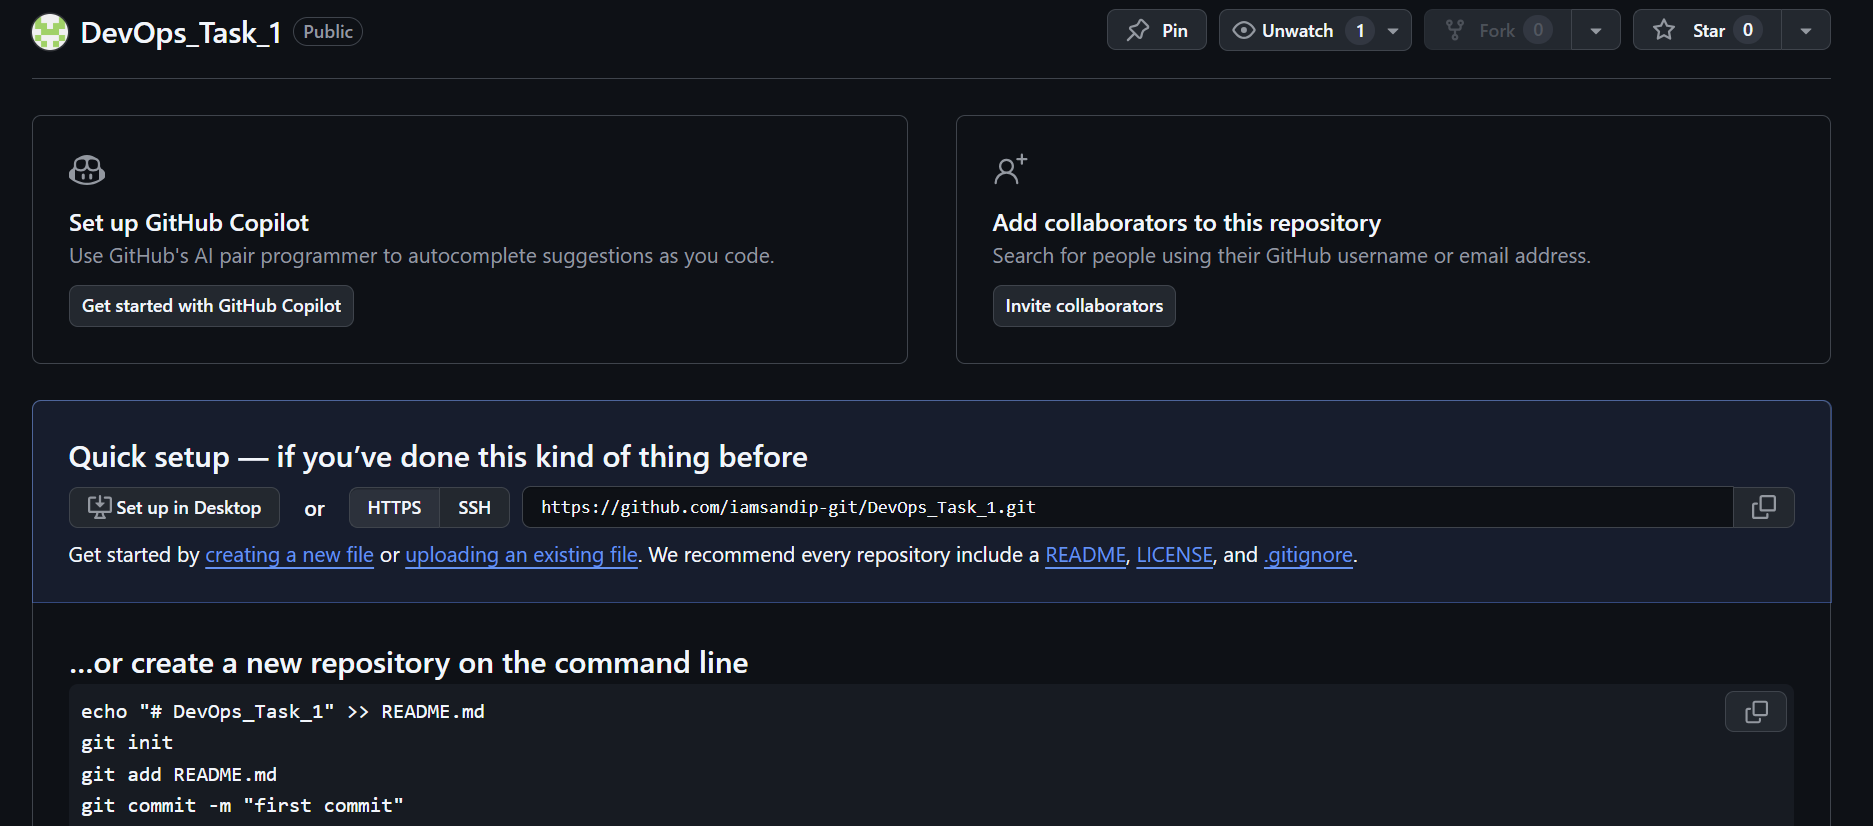 DevOps_Task_1 Public Pin Unwatch 1 Fork 0 Star 0
Set up GitHub Copilot
Use GitHub's AI pair programmer to autocomplete suggestions as you code.
Get started with GitHub Copilot
Add collaborators to this repository
Search for people using their GitHub username or email address.
Invite collaborators
Quick setup — if you’ve done this kind of thing before
Set up in Desktop or HTTPS SSH https://github.com/iamsandip-git/DevOps_Task_1.git
Get started by creating a new file or uploading an existing file. We recommend every repository include a README, LICENSE, and .gitignore.
...or create a new repository on the command line
echo "# DevOps_Task_1" >> README.md
git init
git add README.md
git commit -m "first commit"